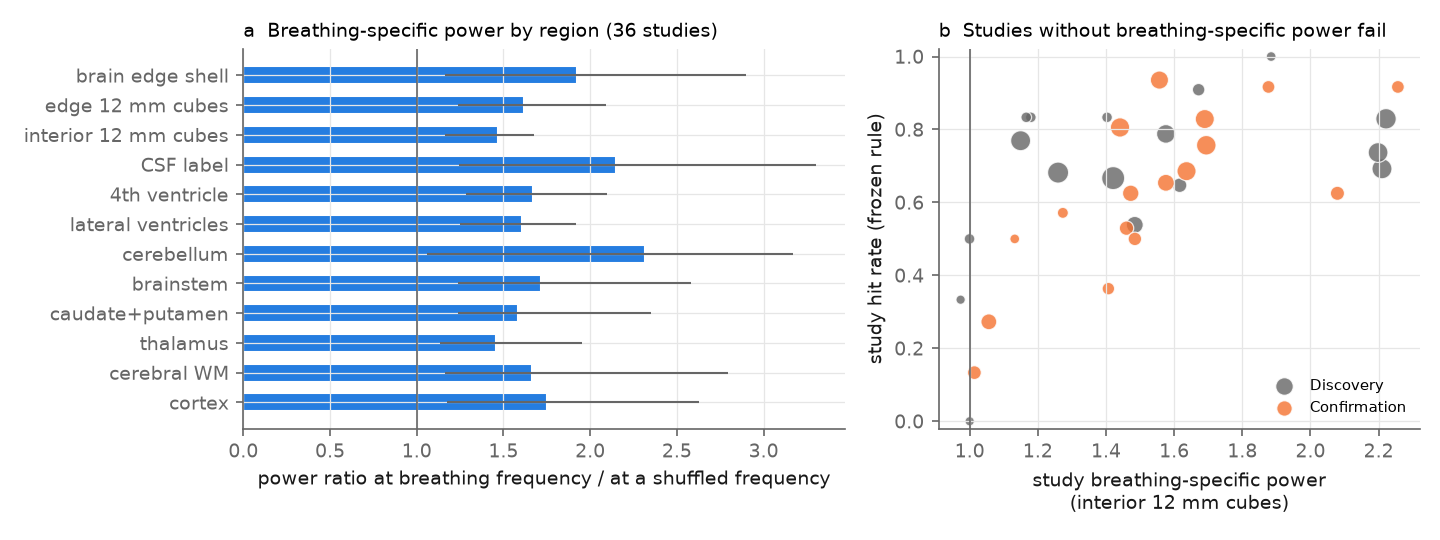 a Breathing-specific power by region (36 studies)
brain edge shell
edge 12 mm cubes
interior 12 mm cubes
CSF label
4th ventricle
lateral ventricles
cerebellum
brainstem
caudate+putamen
thalamus
cerebral WM
cortex
0.0 0.5 1.0 1.5 2.0 2.5 3.0
power ratio at breathing frequency / at a shuffled frequency
b Studies without breathing-specific power fail
study hit rate (frozen rule)
1.0
0.8
0.6
0.4
0.2
0.0
Discovery
Confirmation
1.0 1.2 1.4 1.6 1.8 2.0 2.2
study breathing-specific power
(interior 12 mm cubes)